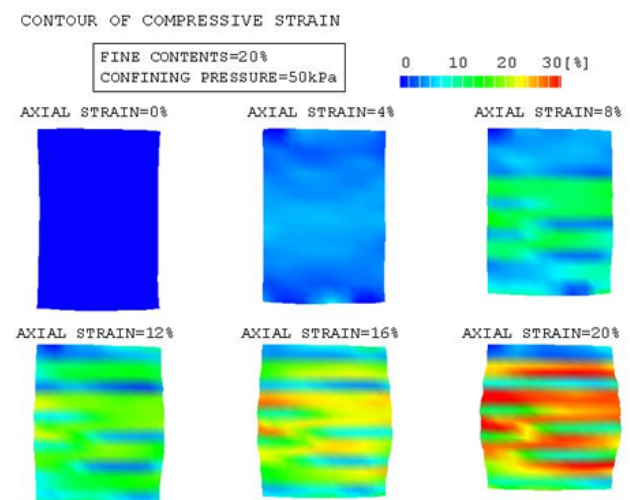 CONTOUR OF COMPRESSIVE STRAIN
FINE CONTENTS=20%
CONFINING PRESSURE=50kPa
0 10 20 30[%]
AXIAL STRAIN=0% AXIAL STRAIN=4% AXIAL STRAIN=8%
AXIAL STRAIN=12% AXIAL STRAIN=16% AXIAL STRAIN=20%